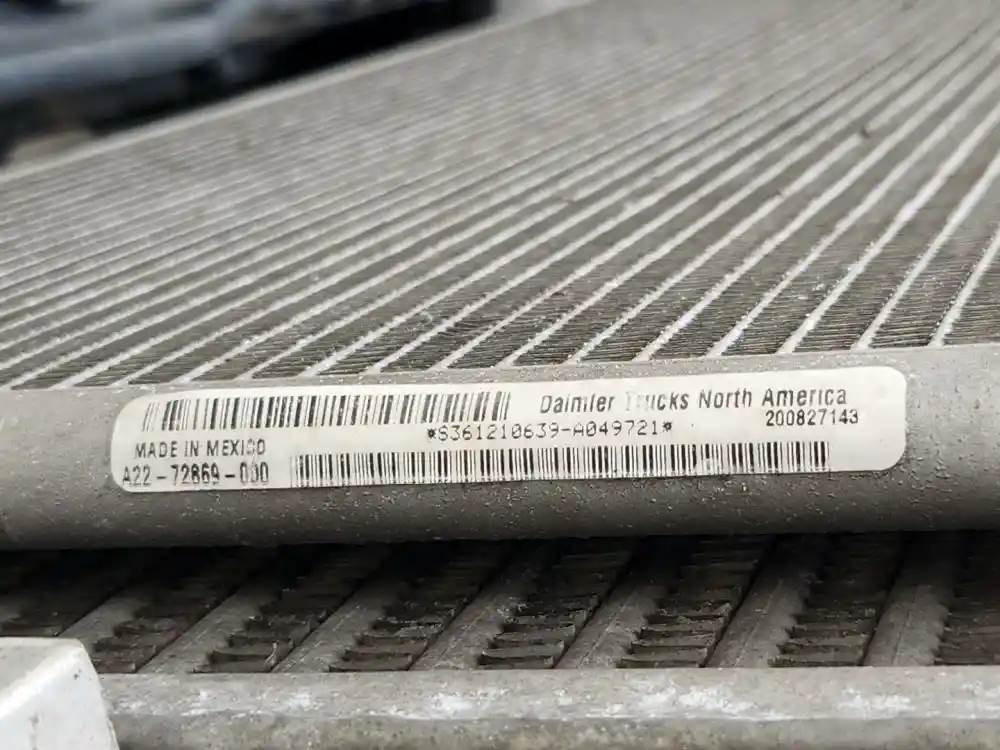 Daimler Trucks North America
200827143
*S361210639-A049721*
MADE IN MEXICO
A22-72869-000